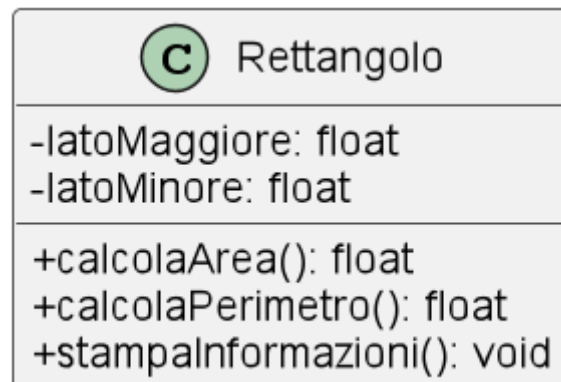 C Rettangolo
-latoMaggiore: float
-latoMinore: float
+calcolaArea(): float
+calcolaPerimetro(): float
+stampaInformazioni(): void